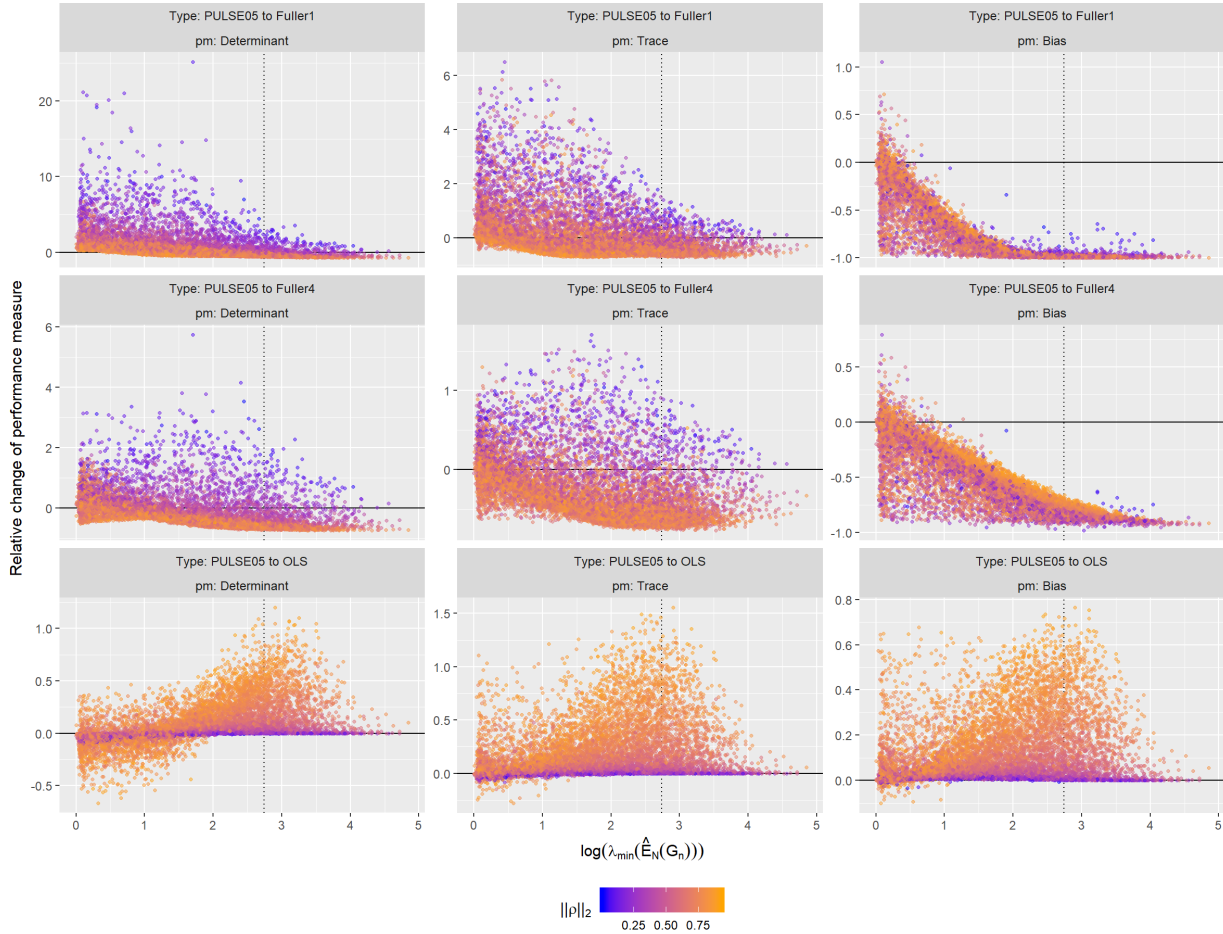 Type: PULSE05 to Fuller1
pm: Determinant
20
10
0
Type: PULSE05 to Fuller1
pm: Trace
6
4
2
0
Type: PULSE05 to Fuller1
pm: Bias
1.0
0.5
0.0
-0.5
-1.0
Relative change of performance measure
Type: PULSE05 to Fuller4
pm: Determinant
6
4
2
0
Type: PULSE05 to Fuller4
pm: Trace
1
0
Type: PULSE05 to Fuller4
pm: Bias
0.5
0.0
-0.5
-1.0
Type: PULSE05 to OLS
pm: Determinant
1.0
0.5
0.0
-0.5
0 1 2 3 4 5
Type: PULSE05 to OLS
pm: Trace
1.5
1.0
0.5
0.0
0 1 2 3 4 5
Type: PULSE05 to OLS
pm: Bias
0.8
0.6
0.4
0.2
0.0
0 1 2 3 4 5
log(λmin(ÊN(Gn)))
||ρ||2
0.25 0.50 0.75